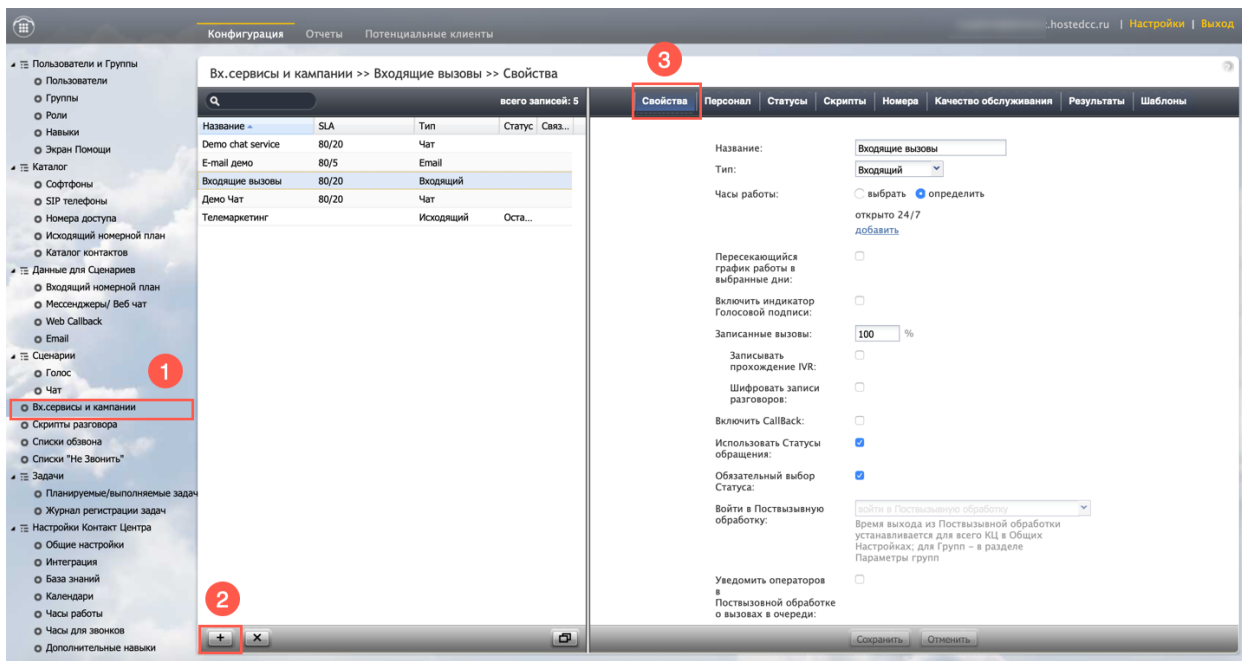 .hostedcc.ru | Настройки | Выход
Конфигурация Отчеты Потенциальные клиенты
Пользователи и Группы
Пользователи
Группы
Роли
Навыки
Экран Помощи
Каталог
Софтфоны
SIP телефоны
Номера доступа
Исходящий номерной план
Каталог контактов
Данные для Сценариев
Входящий номерной план
Мессенджеры/ Веб чат
Web Callback
Email
Сценарии
Голос
Чат
1
Вх.сервисы и кампании
Скрипты разговора
Списки обзвона
Списки "Не Звонить"
Задачи
Планируемые/выполняемые задач
Журнал регистрации задач
Настройки Контакт Центра
Общие настройки
Интеграция
База знаний
Календари
Часы работы
Часы для звонков
Дополнительные навыки
Вх.сервисы и кампании >> Входящие вызовы >> Свойства
всего записей: 5
Название SLA Тип Статус Связ...
Demo chat service 80/20 Чат
E-mail демо 80/5 Email
Входящие вызовы 80/20 Входящий
Демо Чат 80/20 Чат
Телемаркетинг Исходящий Оста...
2
+ X
3
?
Свойства Персонал Статусы Скрипты Номера Качество обслуживания Результаты Шаблоны
Название: Входящие вызовы
Тип: Входящий
Часы работы: выбрать определить
открыто 24/7
добавить
Пересекающийся
график работы в
выбранные дни:
Включить индикатор
Голосовой подписи:
Записанные вызовы: 100 %
Записывать
прохождение IVR:
Шифровать записи
разговоров:
Включить CallBack:
Использовать Статусы
обращения:
Обязательный выбор
Статуса:
Войти в Поствызывную
обработку:
войти в Поствызывную обработку
Время выхода из Поствызывной обработки
устанавливается для всего КЦ в Общих
Настройках; для Групп – в разделе
Параметры групп
Уведомить операторов
в
Поствызовной обработке
о вызовах в очереди:
Сохранить Отменить